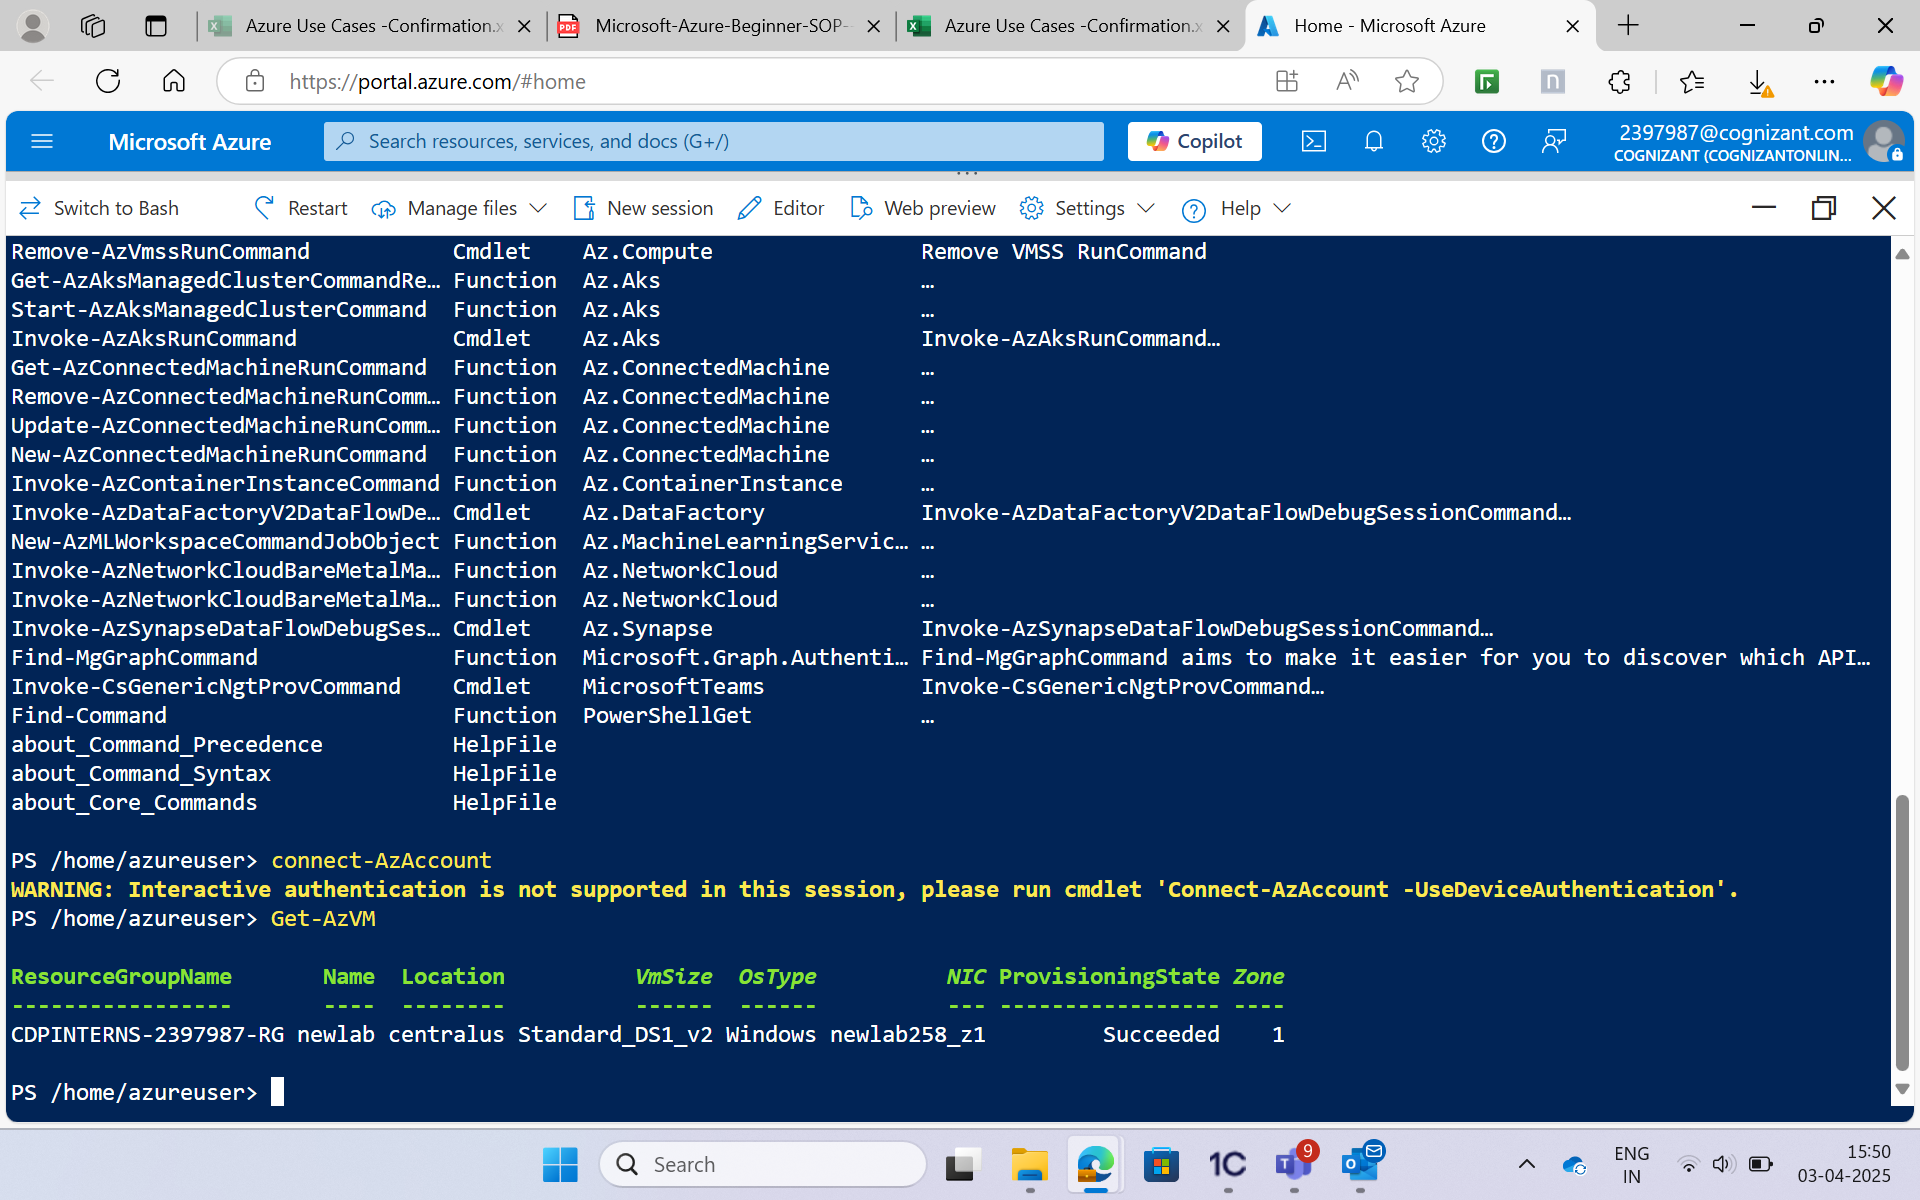 Azure Use Cases -Confirmation.x
Microsoft-Azure-Beginner-SOP-
Azure Use Cases -Confirmation.x
Home - Microsoft Azure
https://portal.azure.com/#home
Microsoft Azure
Search resources, services, and docs (G+/)
Copilot
2397987@cognizant.com
COGNIZANT (COGNIZANTONLIN...
Switch to Bash
Restart
Manage files
New session
Editor
Web preview
Settings
Help
Remove-AzVmssRunCommand Cmdlet Az.Compute Remove VMSS RunCommand
Get-AzAksManagedClusterCommandRe… Function Az.Aks …
Start-AzAksManagedClusterCommand Function Az.Aks …
Invoke-AzAksRunCommand Cmdlet Az.Aks Invoke-AzAksRunCommand…
Get-AzConnectedMachineRunCommand Function Az.ConnectedMachine …
Remove-AzConnectedMachineRunComm… Function Az.ConnectedMachine …
Update-AzConnectedMachineRunComm… Function Az.ConnectedMachine …
New-AzConnectedMachineRunCommand Function Az.ConnectedMachine …
Invoke-AzContainerInstanceCommand Function Az.ContainerInstance …
Invoke-AzDataFactoryV2DataFlowDe… Cmdlet Az.DataFactory Invoke-AzDataFactoryV2DataFlowDebugSessionCommand…
New-AzMLWorkspaceCommandJobObject Function Az.MachineLearningServic… …
Invoke-AzNetworkCloudBareMetalMa… Function Az.NetworkCloud …
Invoke-AzNetworkCloudBareMetalMa… Function Az.NetworkCloud …
Invoke-AzSynapseDataFlowDebugSes… Cmdlet Az.Synapse Invoke-AzSynapseDataFlowDebugSessionCommand…
Find-MgGraphCommand Function Microsoft.Graph.Authenti… Find-MgGraphCommand aims to make it easier for you to discover which API…
Invoke-CsGenericNgtProvCommand Cmdlet MicrosoftTeams Invoke-CsGenericNgtProvCommand…
Find-Command Function PowerShellGet …
about_Command_Precedence HelpFile
about_Command_Syntax HelpFile
about_Core_Commands HelpFile
PS /home/azureuser> connect-AzAccount
WARNING: Interactive authentication is not supported in this session, please run cmdlet 'Connect-AzAccount -UseDeviceAuthentication'.
PS /home/azureuser> Get-AzVM
ResourceGroupName Name Location VmSize OsType NIC ProvisioningState Zone
----------------- ---- -------- ------ ------ --- ----------------- ----
CDPINTERNS-2397987-RG newlab centralus Standard_DS1_v2 Windows newlab258_z1 Succeeded 1
PS /home/azureuser>
Search
1C
9
ENG
IN
15:50
03-04-2025